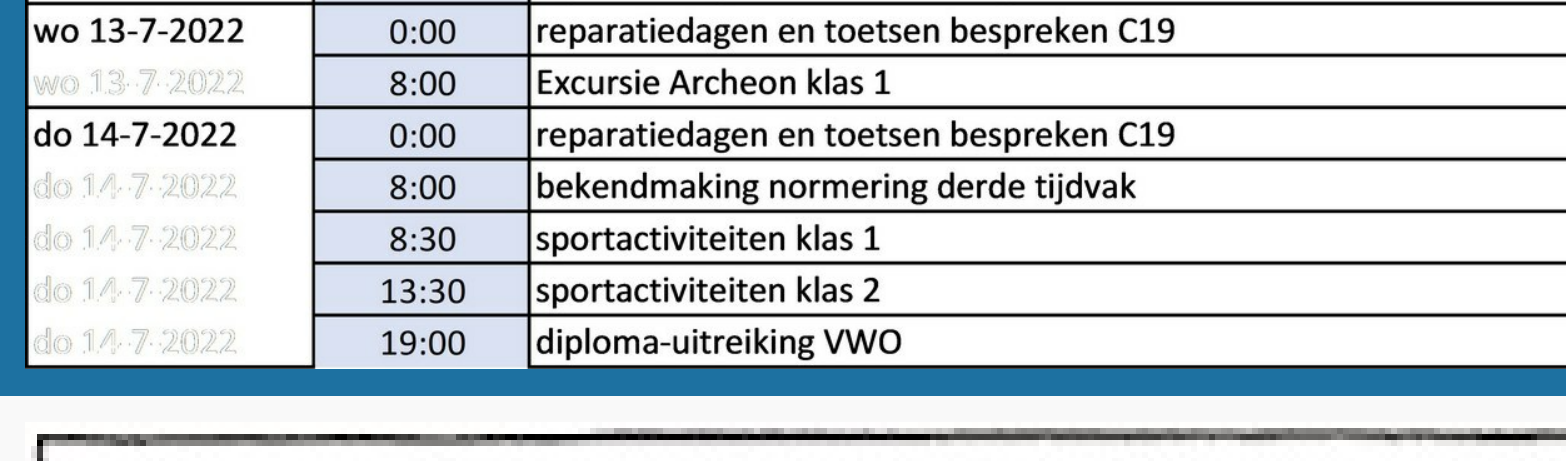 wo 13-7-2022 0:00 reparatiedagen en toetsen bespreken C19
wo 13-7-2022 8:00 Excursie Archeon klas 1
do 14-7-2022 0:00 reparatiedagen en toetsen bespreken C19
do 14-7-2022 8:00 bekendmaking normering derde tijdvak
do 14-7-2022 8:30 sportactiviteiten klas 1
do 14-7-2022 13:30 sportactiviteiten klas 2
do 14-7-2022 19:00 diploma-uitreiking VWO